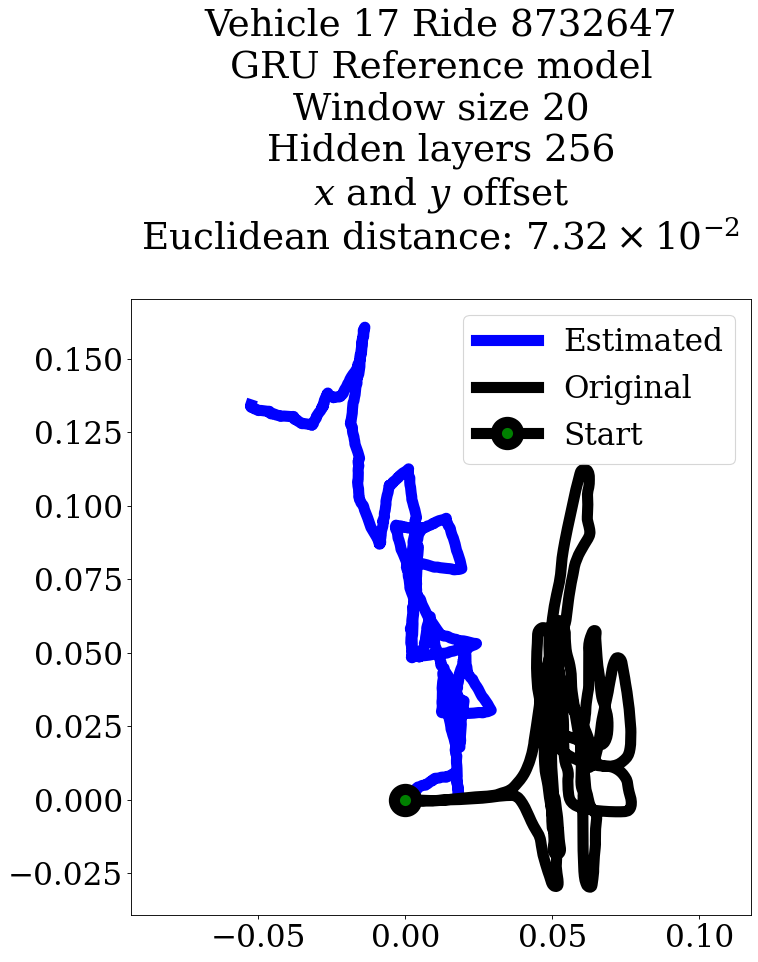 Vehicle 17 Ride 8732647
GRU Reference model
Window size 20
Hidden layers 256
x and y offset
Euclidean distance: 7.32 × 10⁻²
Estimated
Original
Start
0.150
0.125
0.100
0.075
0.050
0.025
0.000
−0.025
−0.05 0.00 0.05 0.10